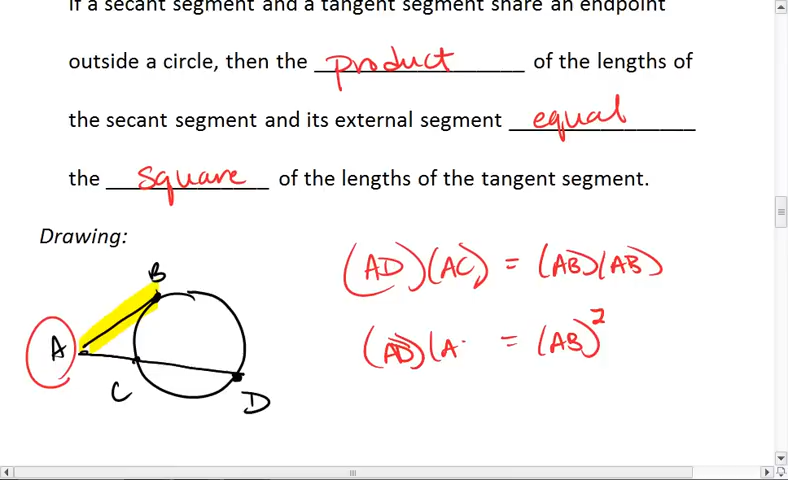 If a secant segment and a tangent segment share an endpoint
outside a circle, then the product of the lengths of
the secant segment and its external segment equal
the square of the lengths of the tangent segment.
Drawing:
(AD)(AC) = (AB)(AB)
B
A
(AD)(A = (AB)²
C
D